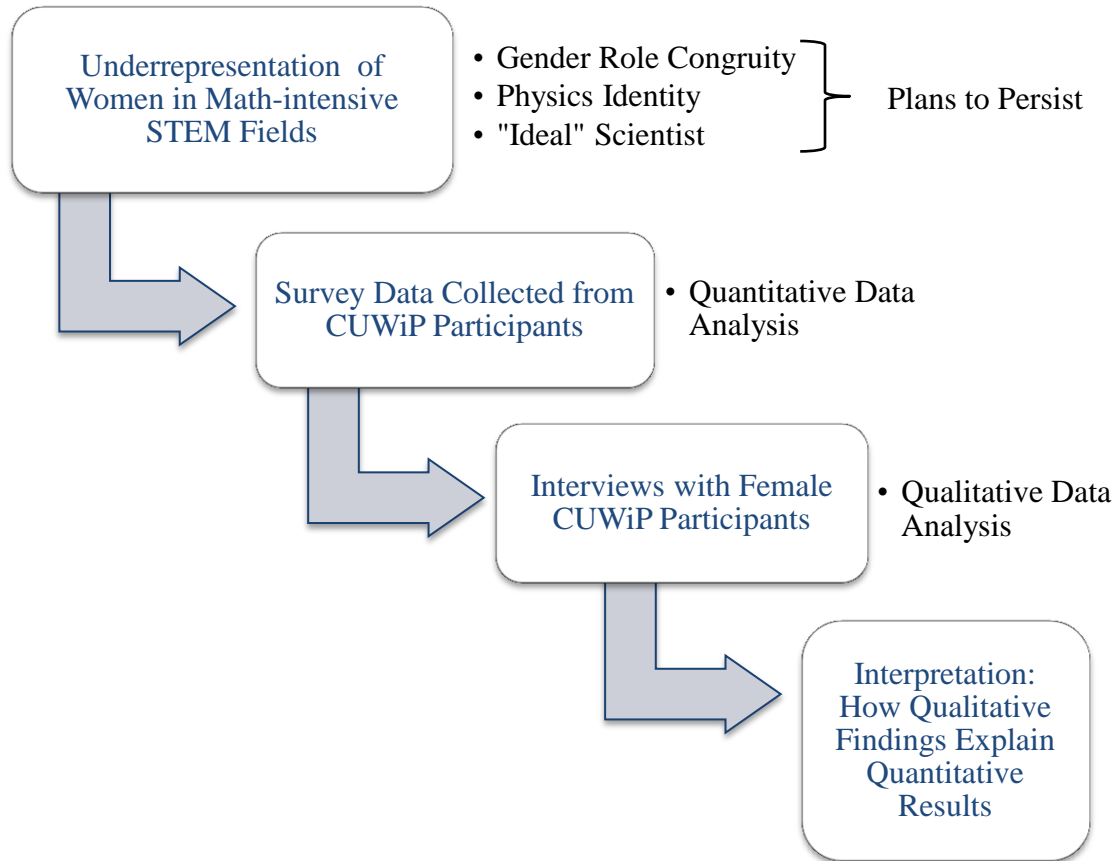 Underrepresentation of
Women in Math-intensive
STEM Fields
• Gender Role Congruity
• Physics Identity
• "Ideal" Scientist
Plans to Persist
Survey Data Collected from
CUWiP Participants
• Quantitative Data
Analysis
Interviews with Female
CUWiP Participants
• Qualitative Data
Analysis
Interpretation:
How Qualitative
Findings Explain
Quantitative
Results